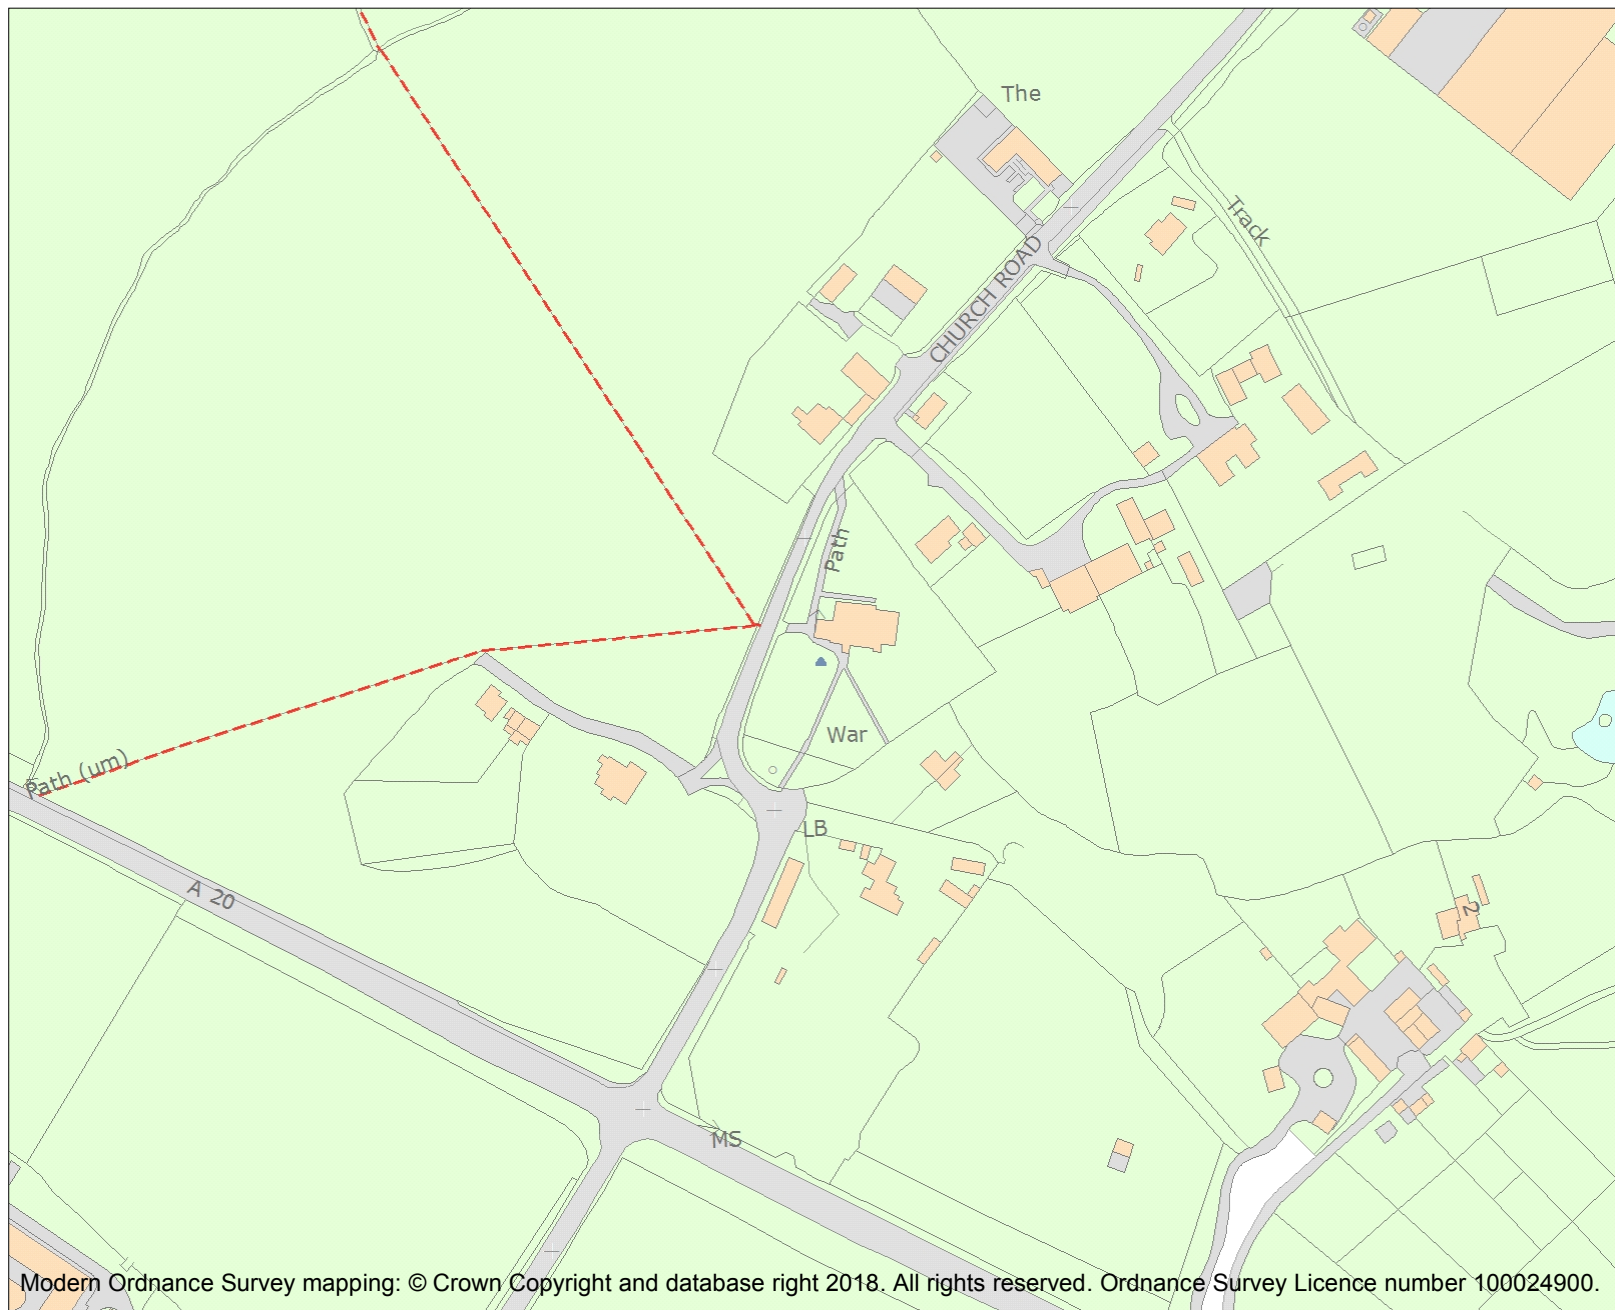 The
Track
CHURCH ROAD
Path
War
Path (um)
LB
A 20
2
MS
Modern Ordnance Survey mapping: © Crown Copyright and database right 2018. All rights reserved. Ordnance Survey Licence number 100024900.